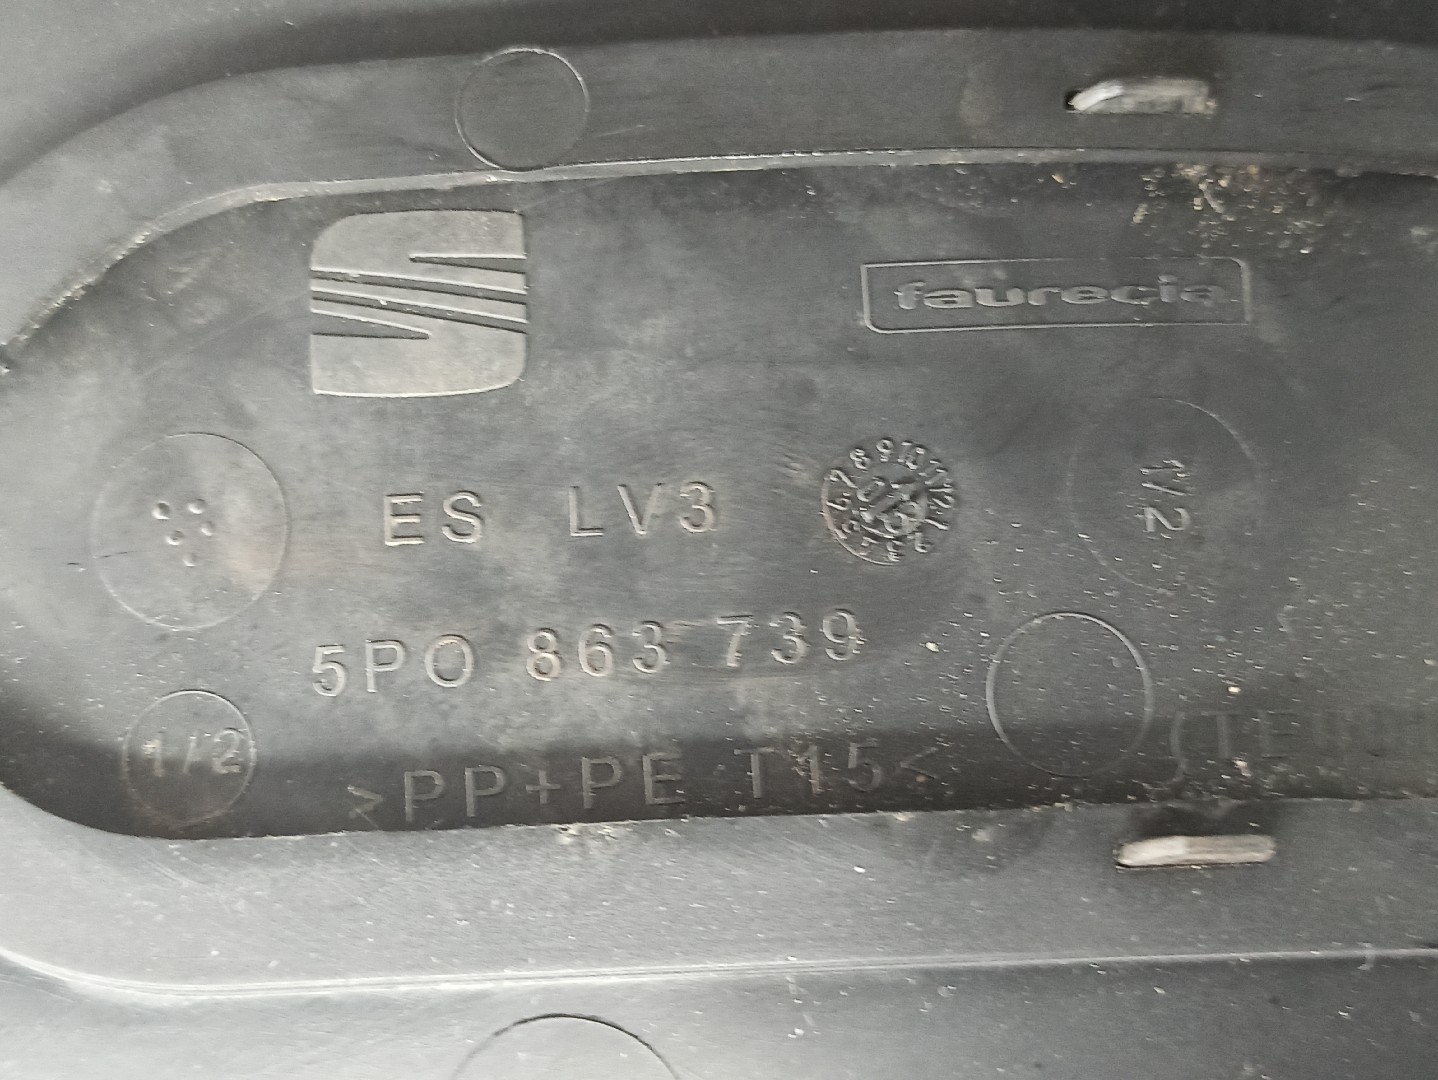 faurecia
ES LV3
1/2
5P0 863 739
1/2
>PP+PE T15<